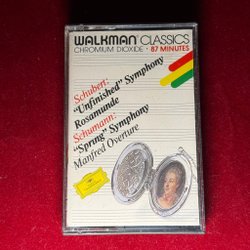 WALKMAN CLASSICS
CHROMIUM DIOXIDE · 87 MINUTES
Schubert:
"Unfinished" Symphony
Rosamunde
Schumann:
"Spring" Symphony
Manfred Overture